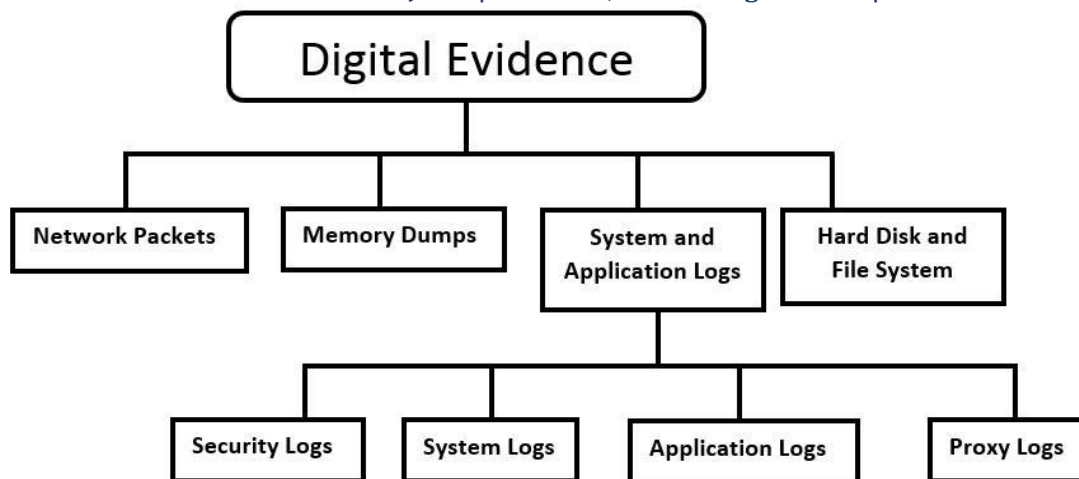 Digital Evidence
Network Packets
Memory Dumps
System and
Application Logs
Hard Disk and
File System
Security Logs
System Logs
Application Logs
Proxy Logs